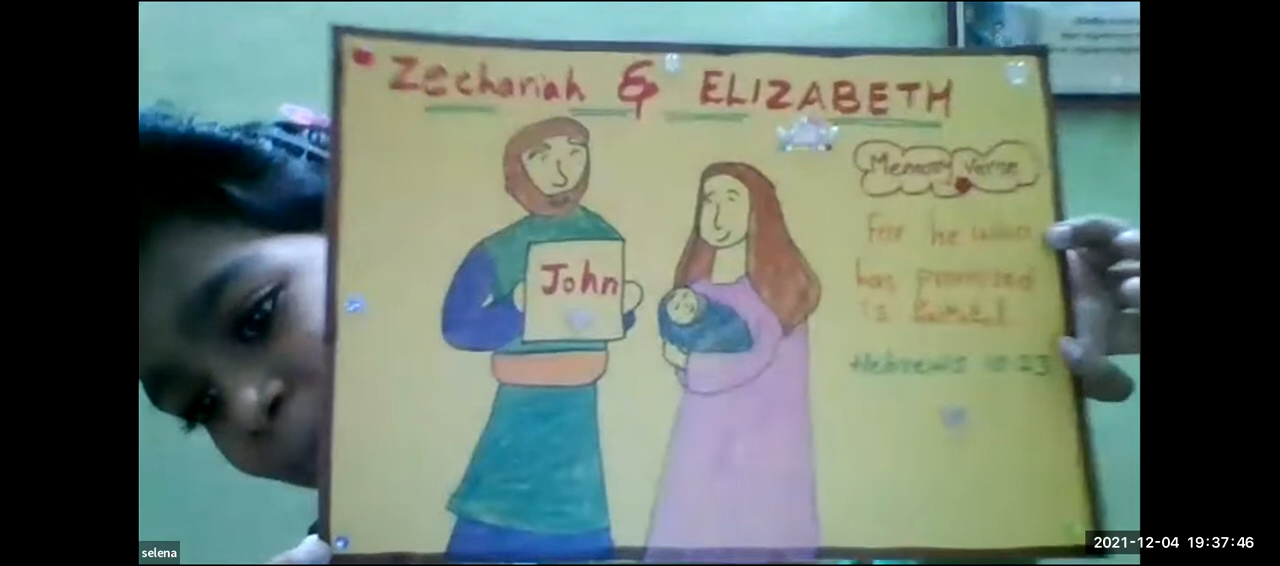 Zechariah & ELIZABETH
Memory Verse
For he who
has promised
is
John
Hebrews 10:23
selena
2021-12-04 19:37:46